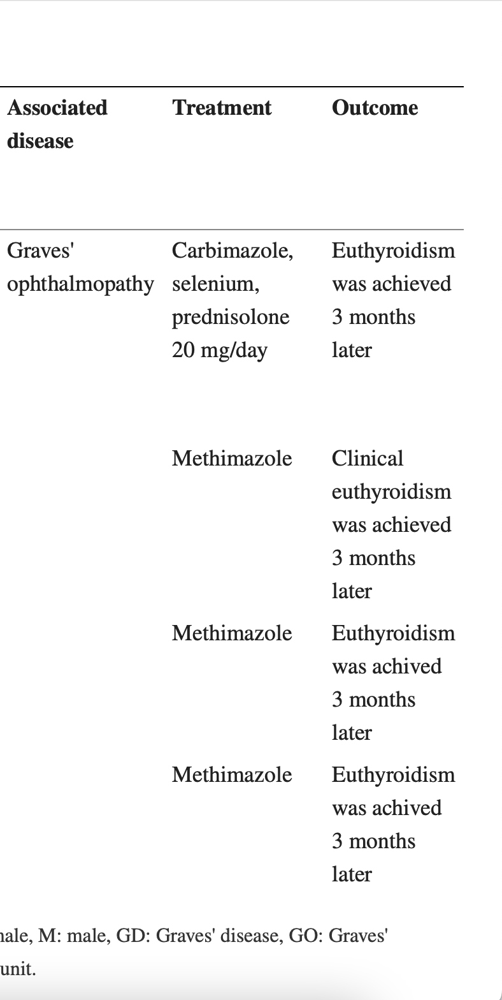 Associated
disease
Treatment
Outcome
Graves'
ophthalmopathy
Carbimazole,
selenium,
prednisolone
20 mg/day
Euthyroidism
was achieved
3 months
later
Methimazole
Clinical
euthyroidism
was achieved
3 months
later
Methimazole
Euthyroidism
was achived
3 months
later
Methimazole
Euthyroidism
was achived
3 months
later
M: male, GD: Graves' disease, GO: Graves'
unit.